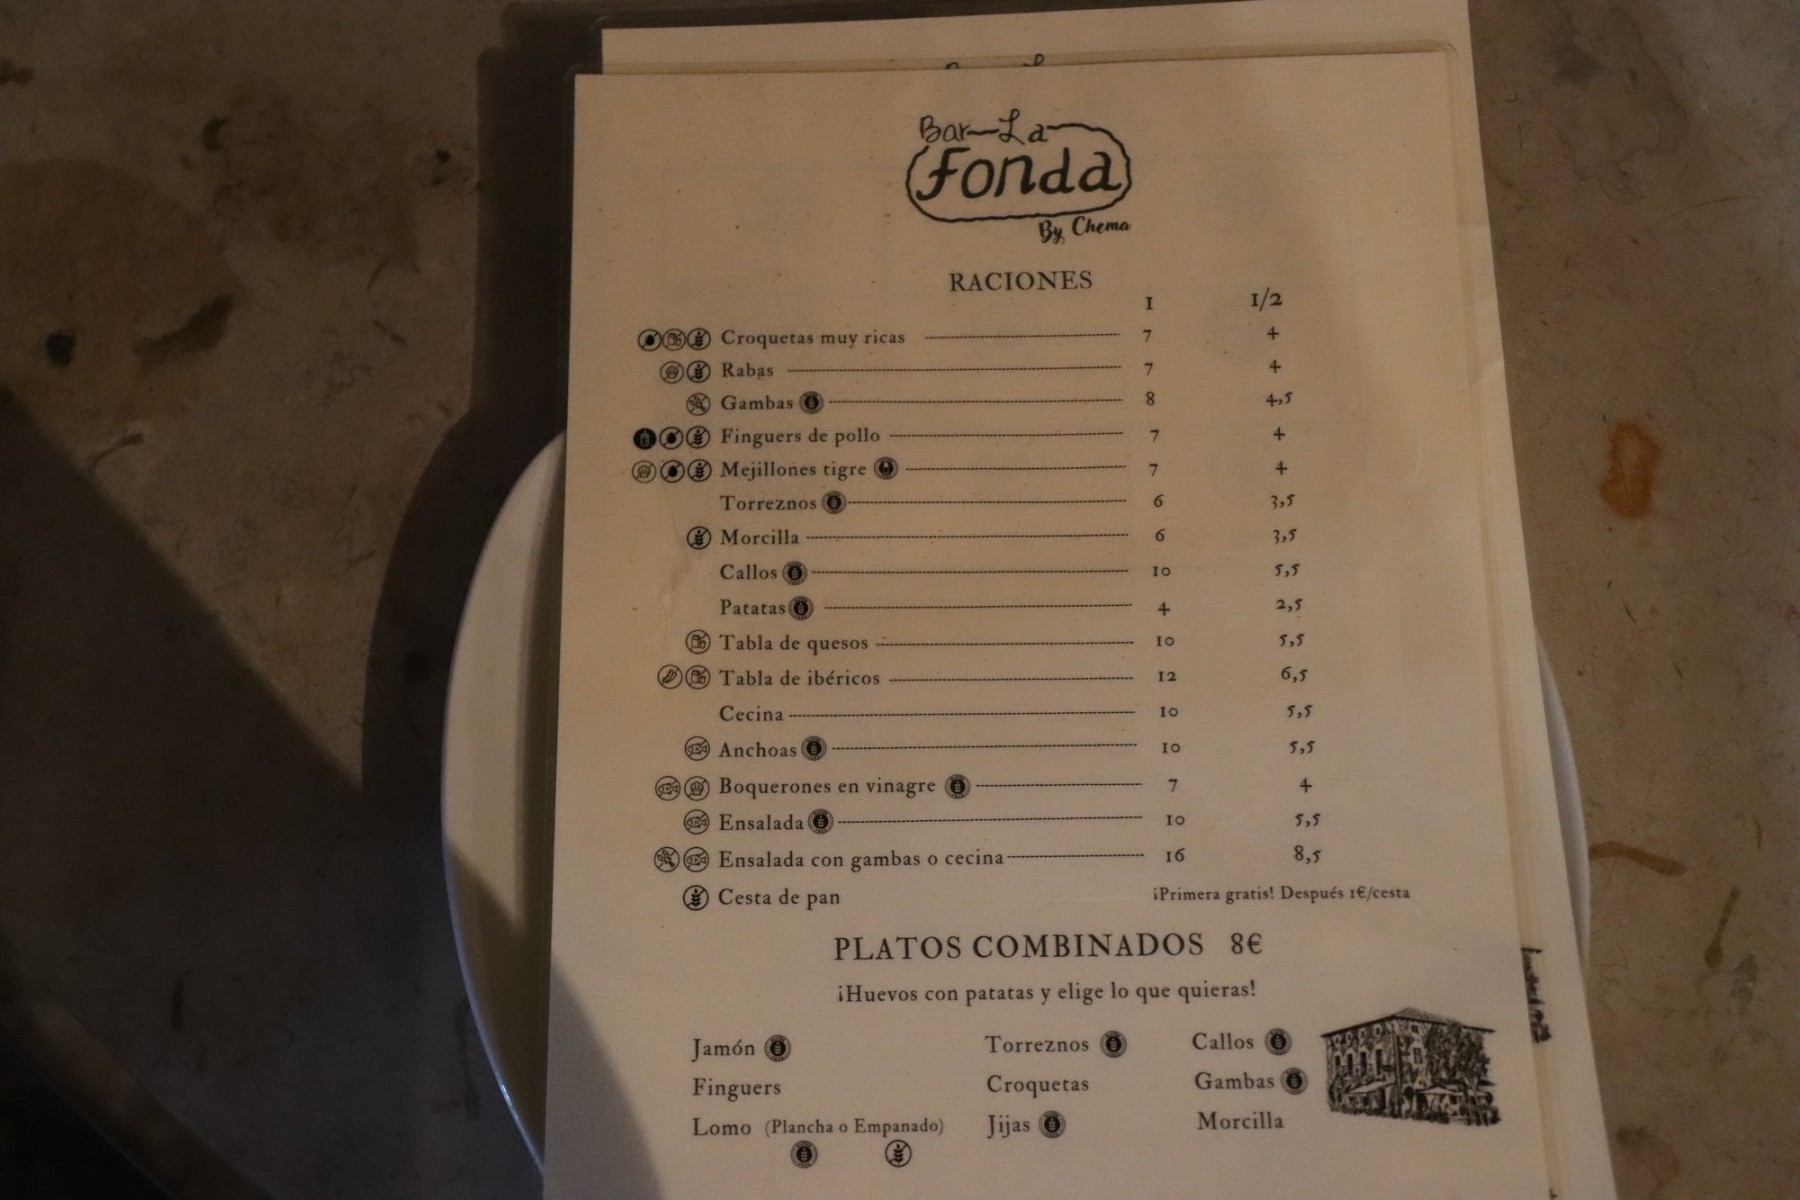 Bar La
Fonda
By Chema
RACIONES
1 1/2
Croquetas muy ricas 7 4
Rabas 7 4
Gambas 8 4,5
Finguers de pollo 7 4
Mejillones tigre 7 4
Torreznos 6 3,5
Morcilla 6 3,5
Callos 10 5,5
Patatas 4 2,5
Tabla de quesos 10 5,5
Tabla de ibéricos 12 6,5
Cecina 10 5,5
Anchoas 10 5,5
Boquerones en vinagre 7 4
Ensalada 10 5,5
Ensalada con gambas o cecina 16 8,5
Cesta de pan ¡Primera gratis! Después 1€/cesta
PLATOS COMBINADOS 8€
¡Huevos con patatas y elige lo que quieras!
Jamón Torreznos Callos
Finguers Croquetas Gambas
Lomo (Plancha o Empanado) Jijas Morcilla